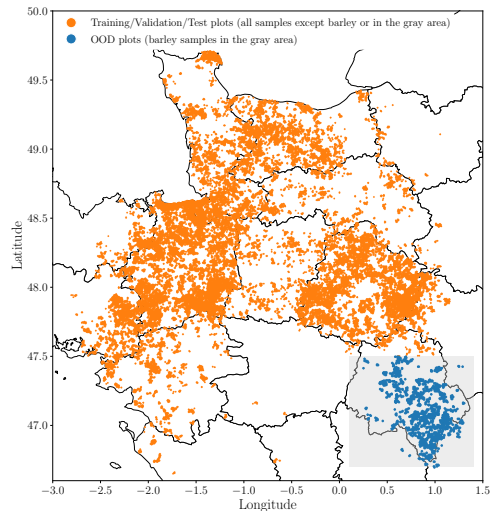 50.0
Training/Validation/Test plots (all samples except barley or in the gray area)
OOD plots (barley samples in the gray area)
49.5
49.0
48.5
48.0
47.5
47.0
Latitude
−3.0 −2.5 −2.0 −1.5 −1.0 −0.5 0.0 0.5 1.0 1.5
Longitude